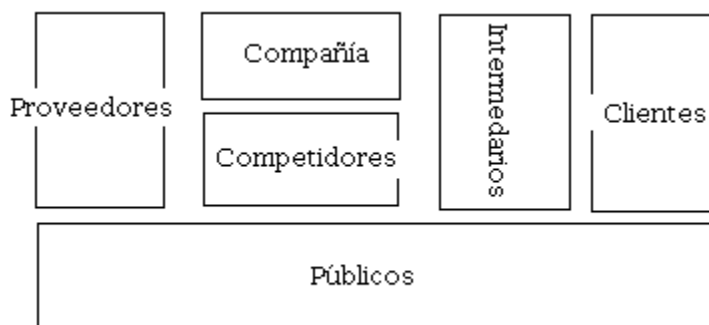 Proveedores
Compañía
Competidores
Intermedarios
Clientes
Públicos